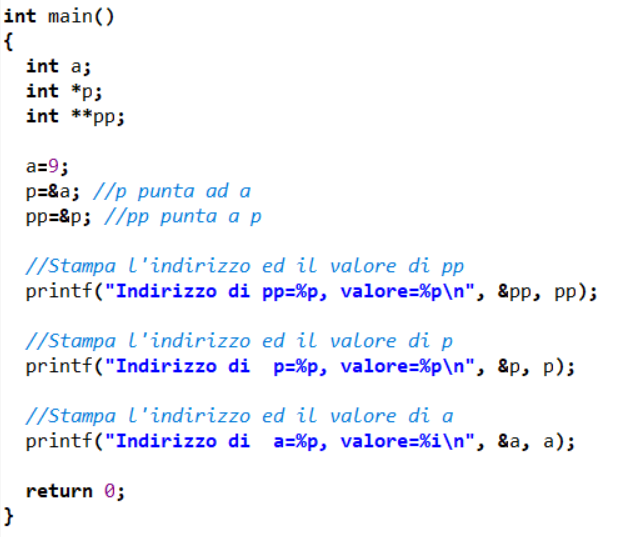 int main()
{
  int a;
  int *p;
  int **pp;

  a=9;
  p=&a; //p punta ad a
  pp=&p; //pp punta a p

  //Stampa l'indirizzo ed il valore di pp
  printf("Indirizzo di pp=%p, valore=%p\n", &pp, pp);

  //Stampa l'indirizzo ed il valore di p
  printf("Indirizzo di  p=%p, valore=%p\n", &p, p);

  //Stampa l'indirizzo ed il valore di a
  printf("Indirizzo di  a=%p, valore=%i\n", &a, a);

  return 0;
}